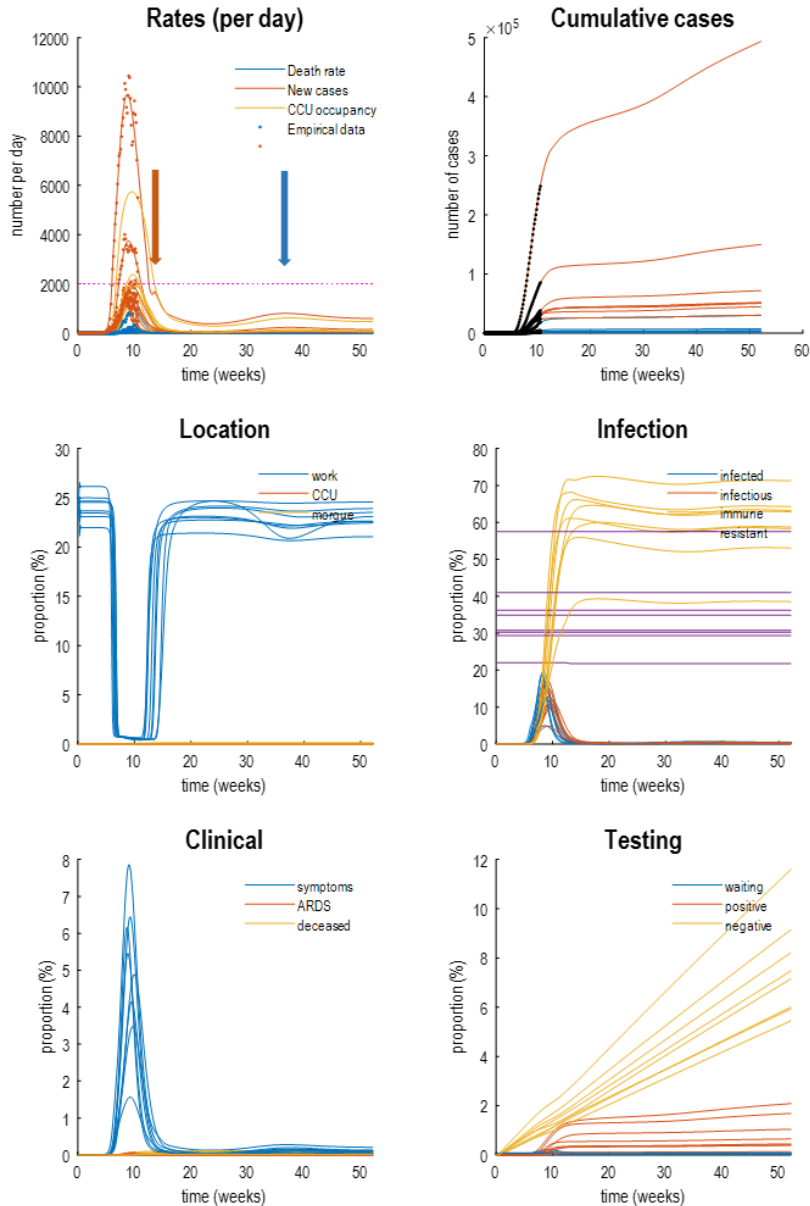 Rates (per day)
12000
10000
8000
6000
4000
2000
0
number per day
Death rate
New cases
CCU occupancy
Empirical data
0 10 20 30 40 50
time (weeks)
Cumulative cases
×10⁵
5
4
3
2
1
0
number of cases
0 10 20 30 40 50 60
time (weeks)
Location
30
25
20
15
10
5
0
proportion (%)
work
CCU
morgue
0 10 20 30 40 50
time (weeks)
Infection
80
70
60
50
40
30
20
10
0
proportion (%)
infected
infectious
immune
resistant
0 10 20 30 40 50
time (weeks)
Clinical
8
7
6
5
4
3
2
1
0
proportion (%)
symptoms
ARDS
deceased
0 10 20 30 40 50
time (weeks)
Testing
12
10
8
6
4
2
0
proportion (%)
waiting
positive
negative
0 10 20 30 40 50
time (weeks)